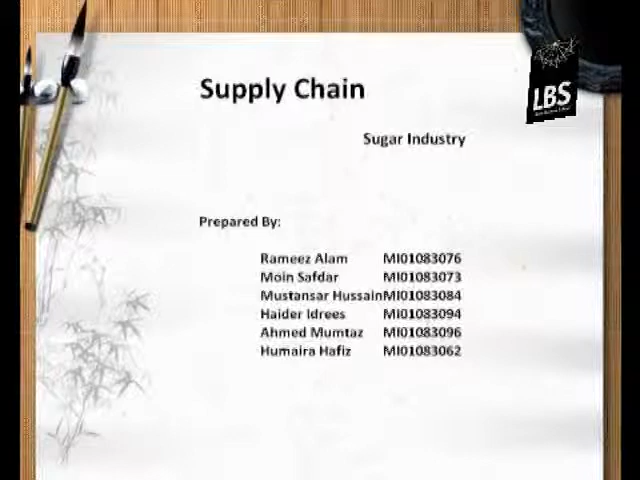 Supply Chain
LBS
Sugar Industry
Prepared By:
Rameez Alam MI01083076
Moin Safdar MI01083073
Mustansar Hussain MI01083084
Haider Idrees MI01083094
Ahmed Mumtaz MI01083096
Humaira Hafiz MI01083062